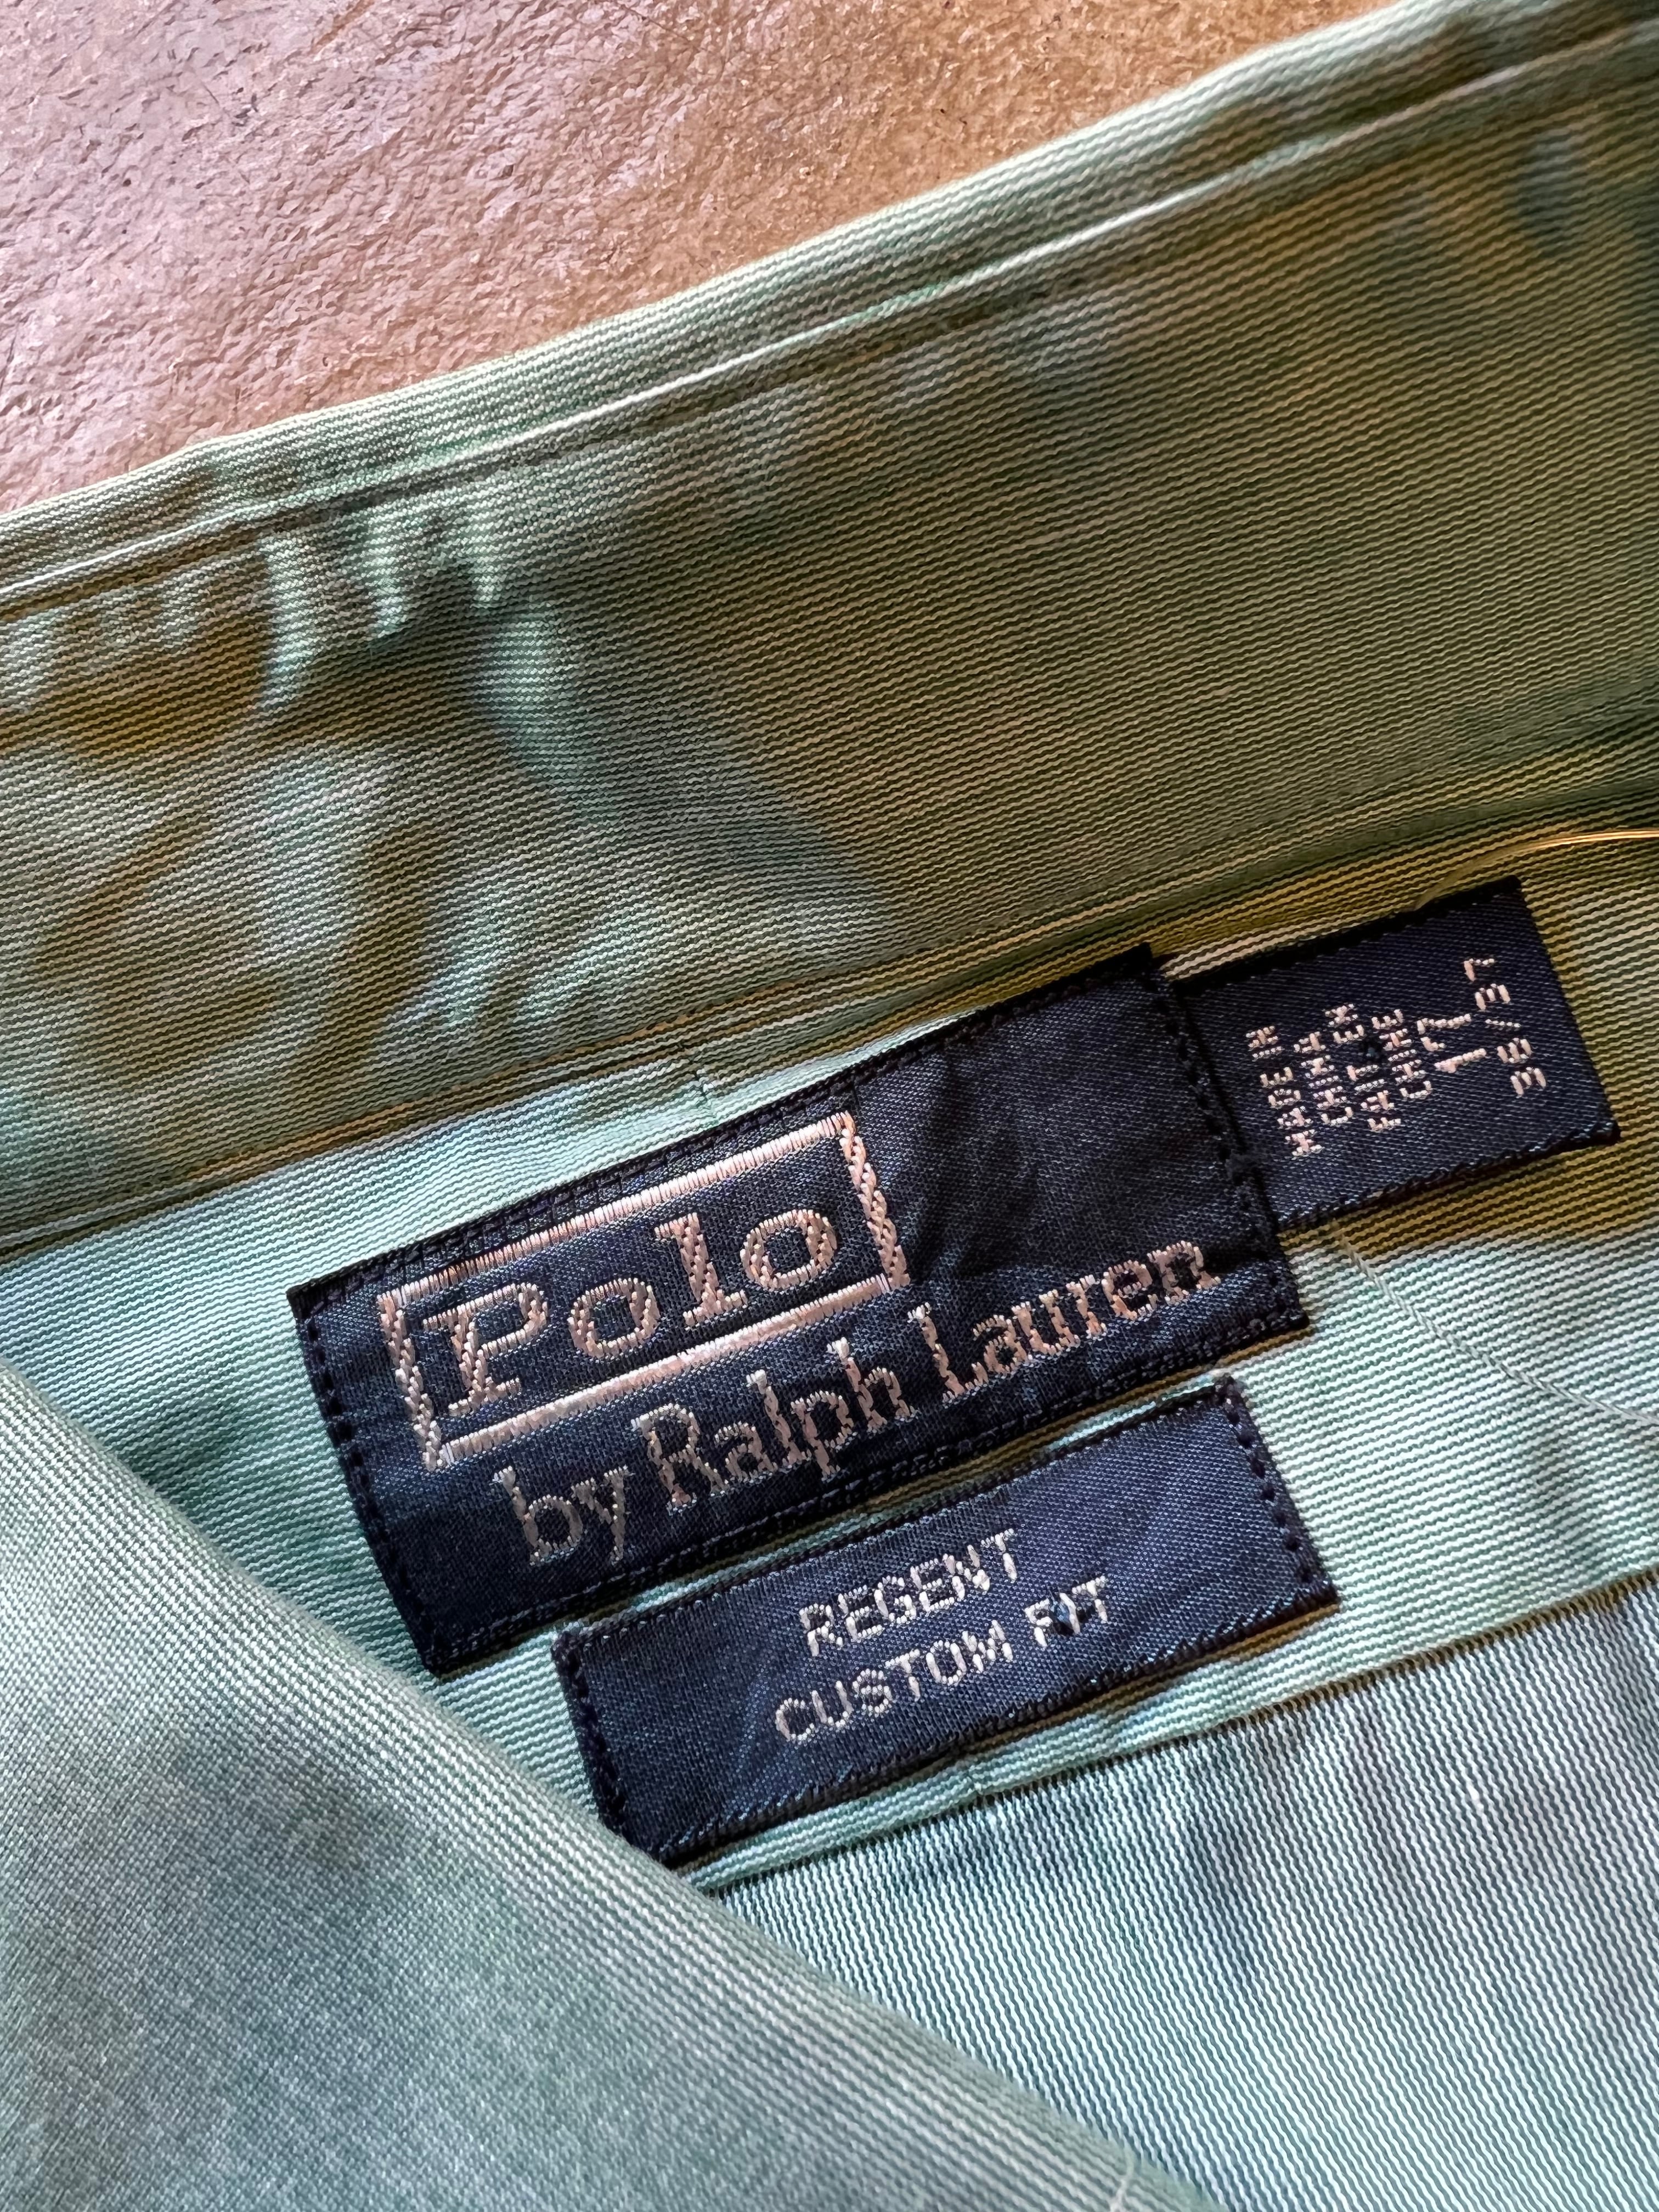 Polo
by Ralph Lauren
REGENT
CUSTOM FIT
MADE IN
CHINA
FAIT EN
CHINE
17
36/37